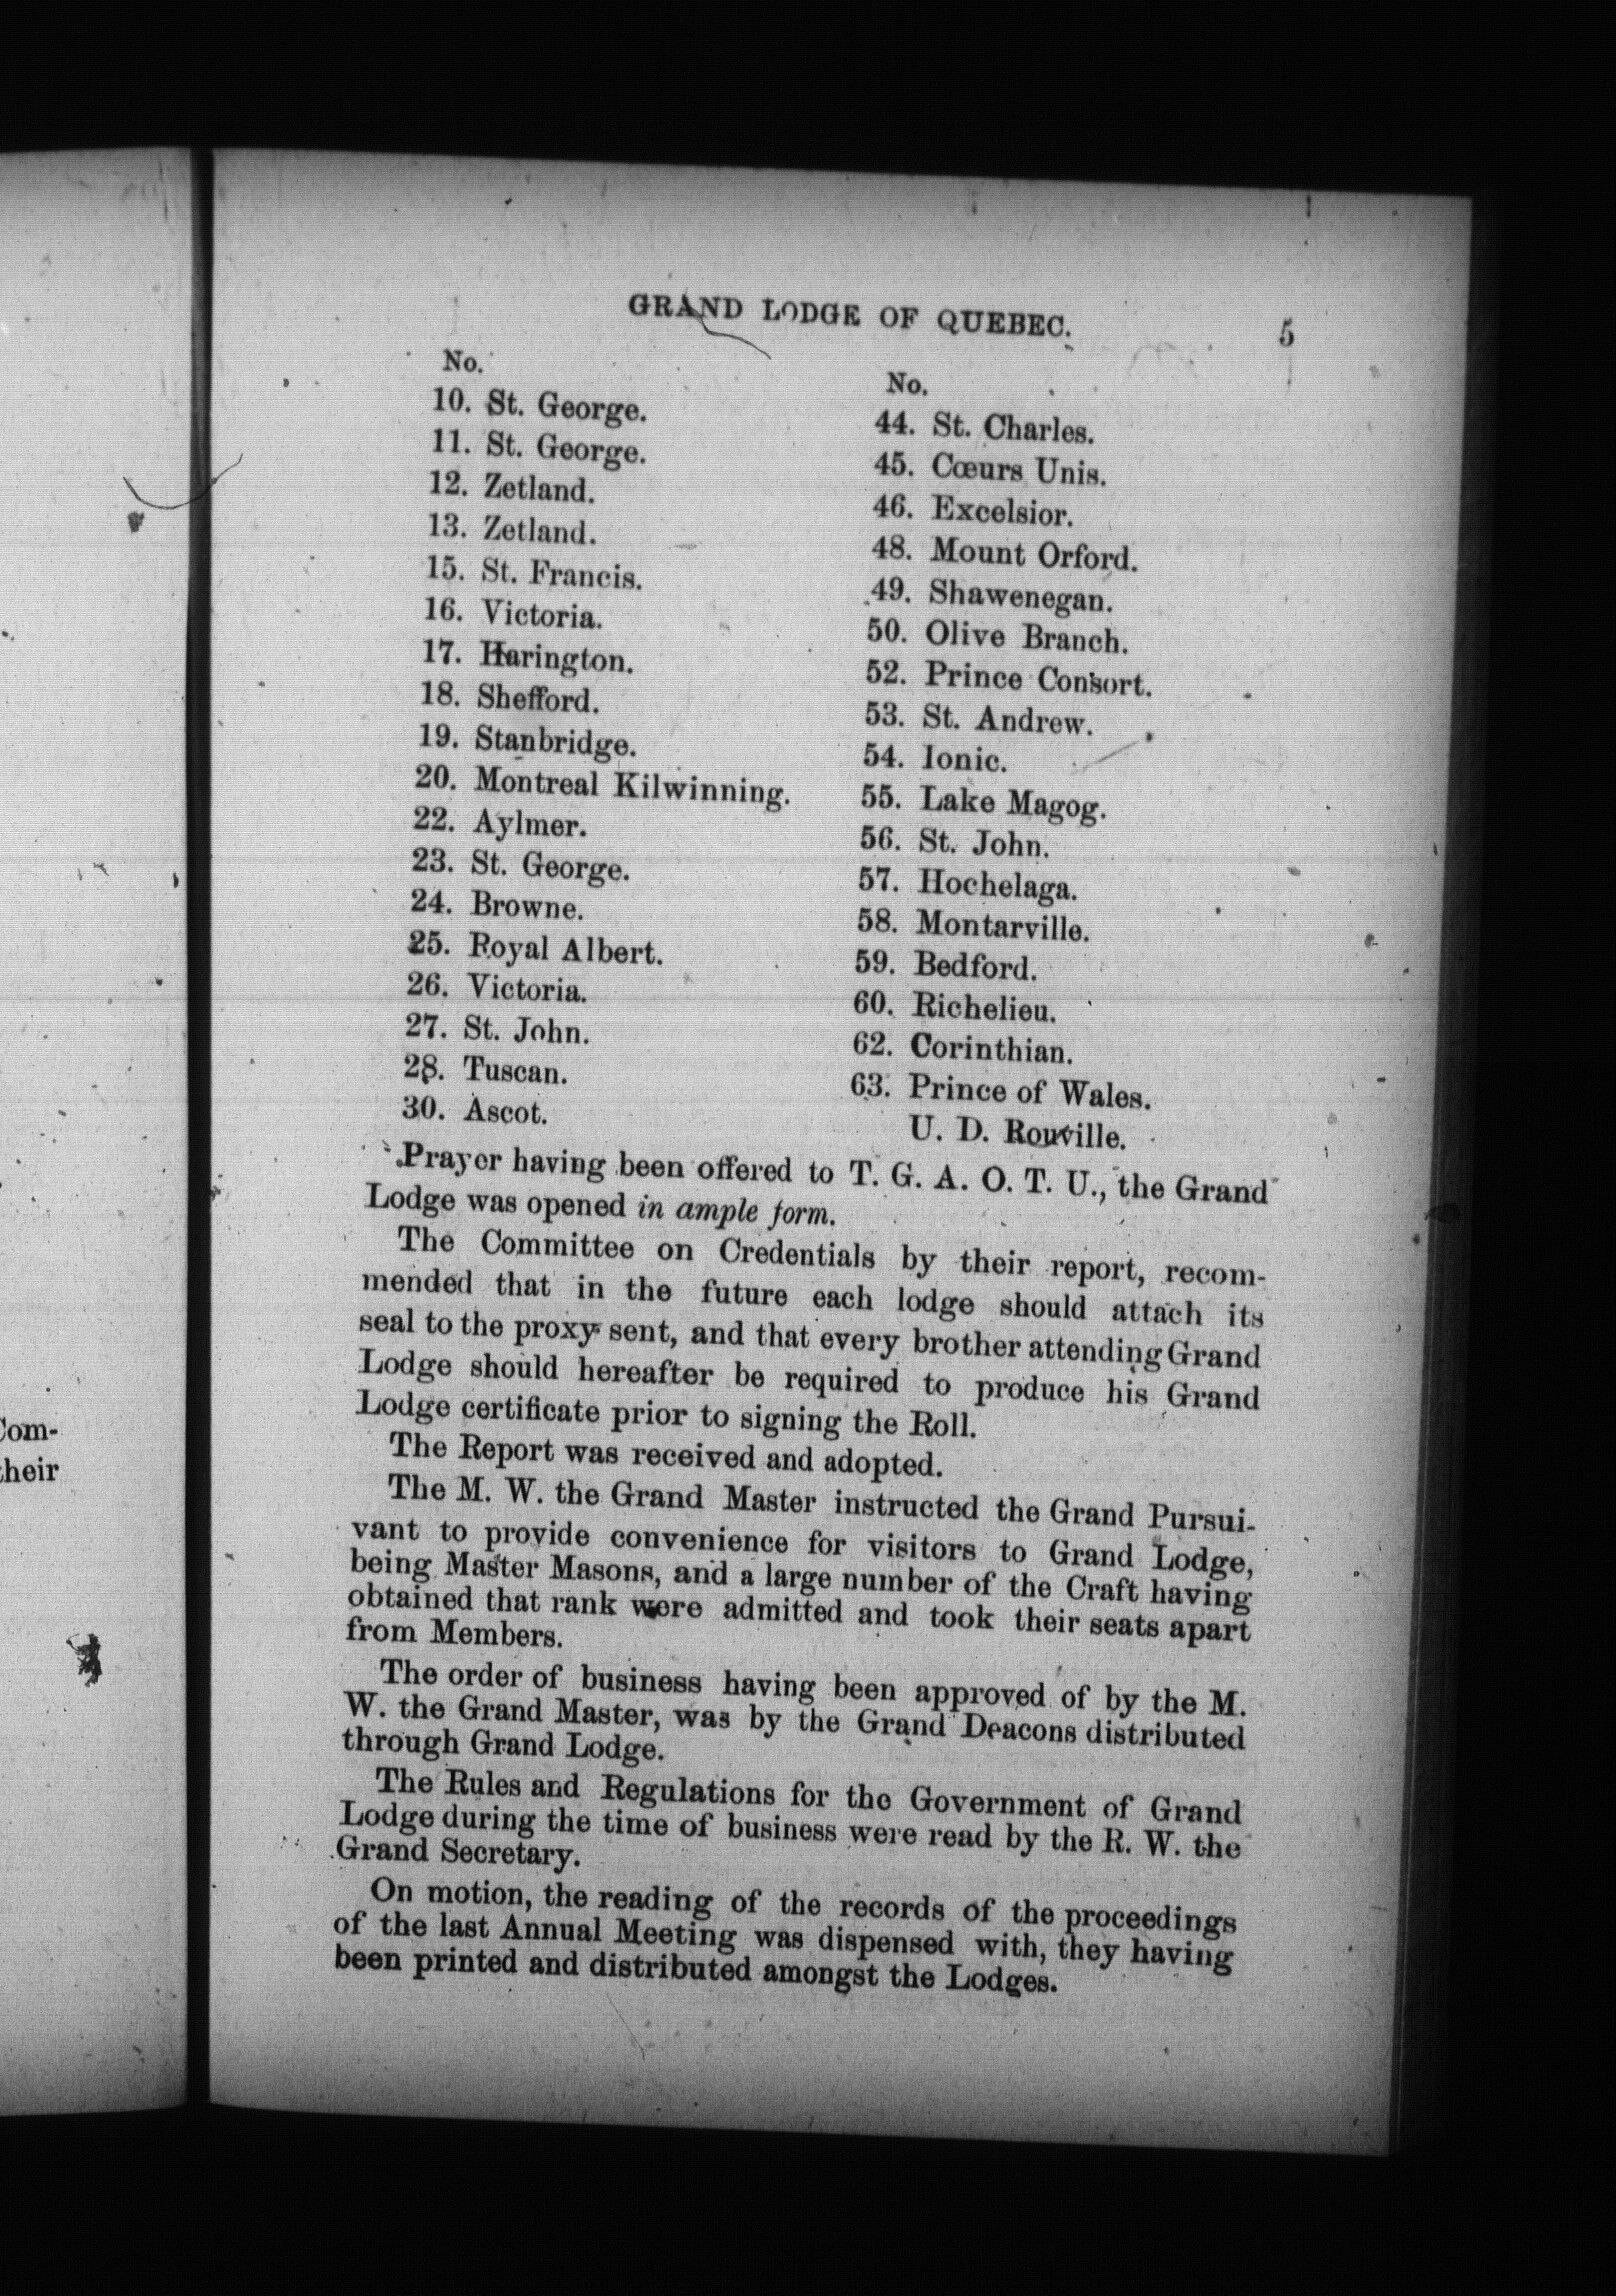 Com-
their
GRAND LODGE OF QUEBEC. 5
No.
10. St. George.
11. St. George.
12. Zetland.
13. Zetland.
15. St. Francis.
16. Victoria.
17. Harington.
18. Shefford.
19. Stanbridge.
20. Montreal Kilwinning.
22. Aylmer.
23. St. George.
24. Browne.
25. Royal Albert.
26. Victoria.
27. St. John.
28. Tuscan.
30. Ascot.
No.
44. St. Charles.
45. Cœurs Unis.
46. Excelsior.
48. Mount Orford.
49. Shawenegan.
50. Olive Branch.
52. Prince Consort.
53. St. Andrew.
54. Ionic.
55. Lake Magog.
56. St. John.
57. Hochelaga.
58. Montarville.
59. Bedford.
60. Richelieu.
62. Corinthian.
63. Prince of Wales.
U. D. Rouville.
Prayer having been offered to T. G. A. O. T. U., the Grand
Lodge was opened in ample form.
The Committee on Credentials by their report, recom-
mended that in the future each lodge should attach its
seal to the proxy sent, and that every brother attending Grand
Lodge should hereafter be required to produce his Grand
Lodge certificate prior to signing the Roll.
The Report was received and adopted.
The M. W. the Grand Master instructed the Grand Pursui-
vant to provide convenience for visitors to Grand Lodge,
being Master Masons, and a large number of the Craft having
obtained that rank were admitted and took their seats apart
from Members.
The order of business having been approved of by the M.
W. the Grand Master, was by the Grand Deacons distributed
through Grand Lodge.
The Rules and Regulations for the Government of Grand
Lodge during the time of business were read by the R. W. the
Grand Secretary.
On motion, the reading of the records of the proceedings
of the last Annual Meeting was dispensed with, they having
been printed and distributed amongst the Lodges.